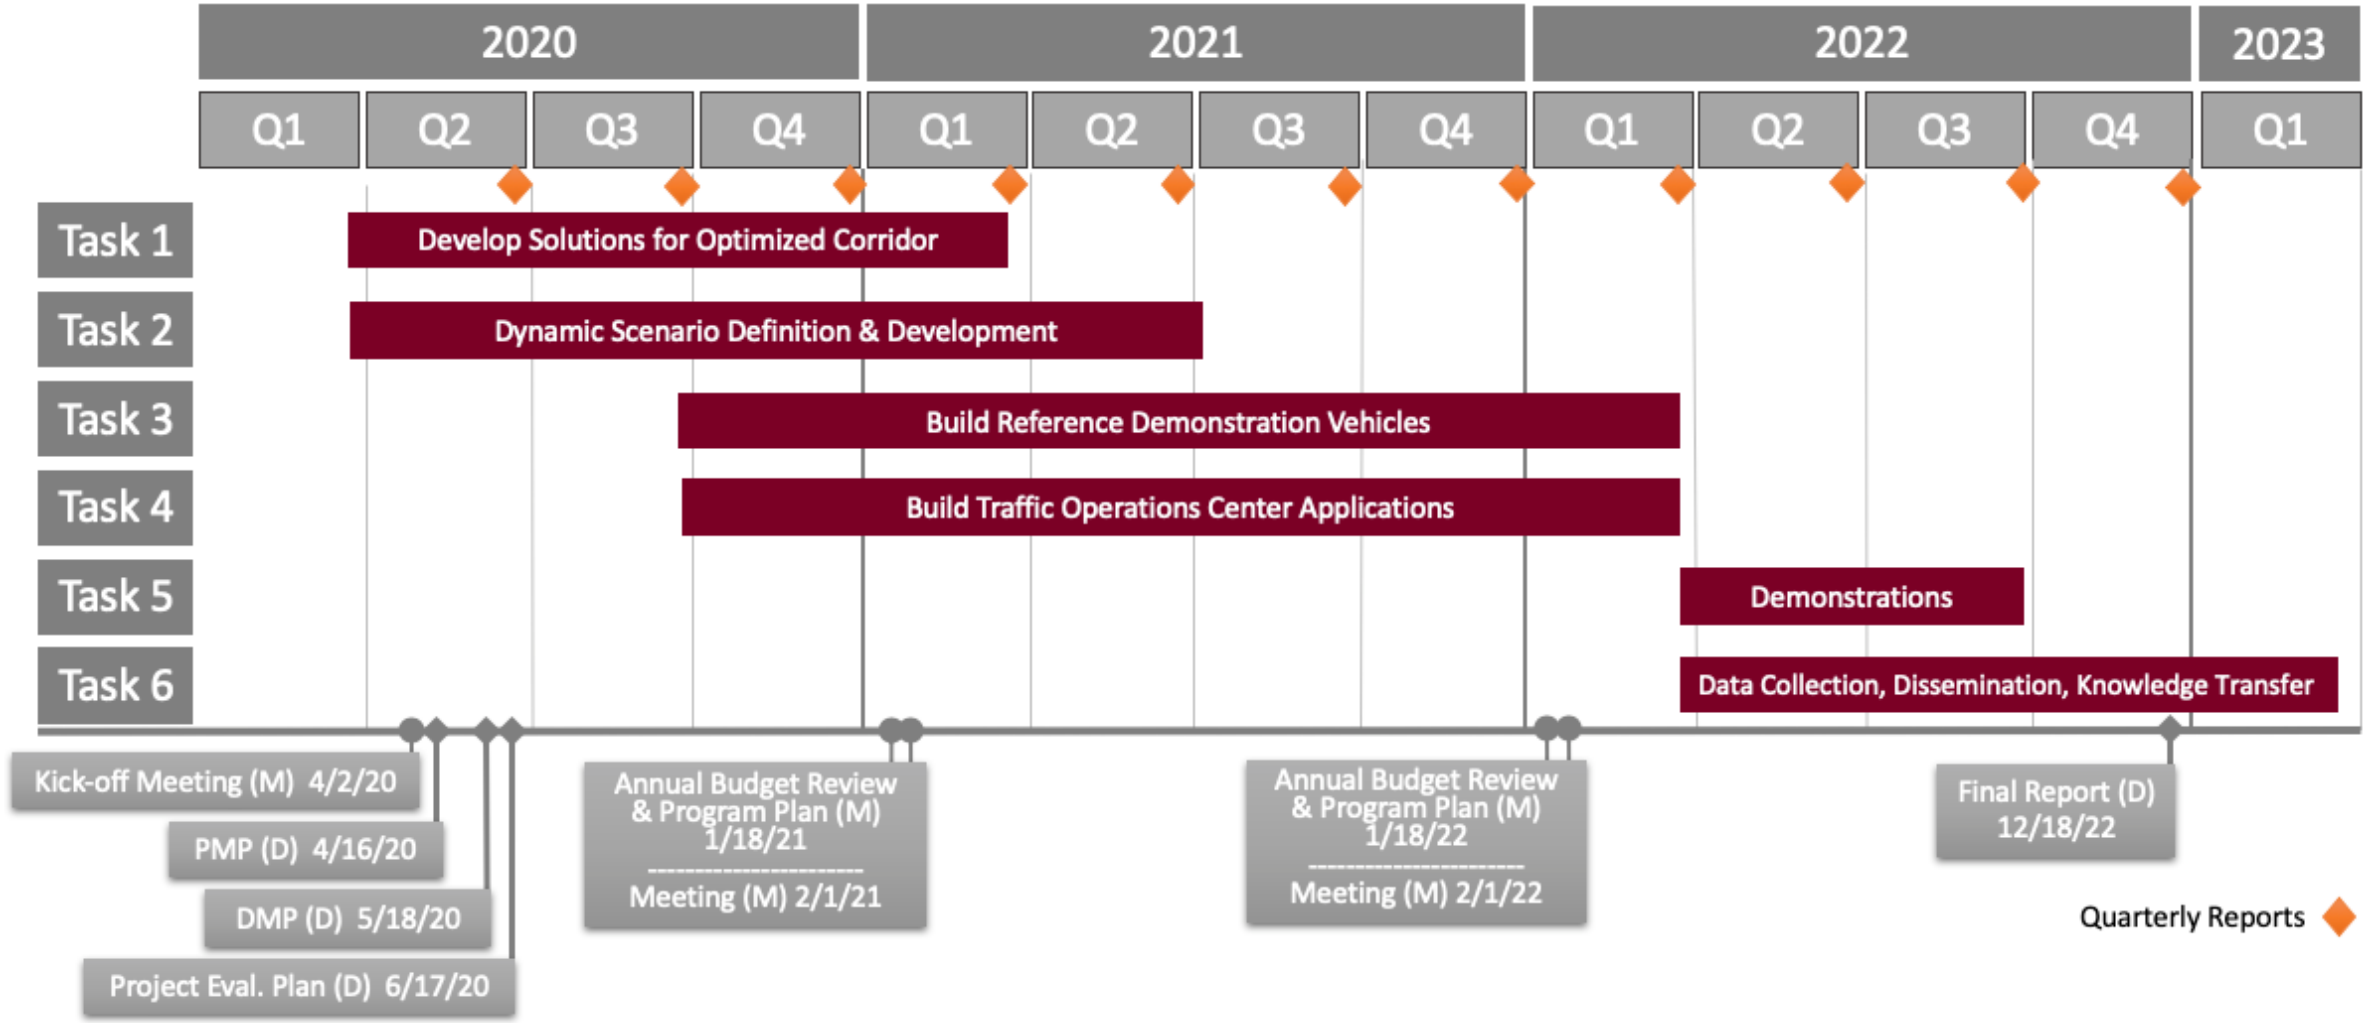 2020 2021 2022 2023
Q1 Q2 Q3 Q4 Q1 Q2 Q3 Q4 Q1 Q2 Q3 Q4 Q1
Task 1 Develop Solutions for Optimized Corridor
Task 2 Dynamic Scenario Definition & Development
Task 3 Build Reference Demonstration Vehicles
Task 4 Build Traffic Operations Center Applications
Task 5 Demonstrations
Task 6 Data Collection, Dissemination, Knowledge Transfer
Kick-off Meeting (M) 4/2/20
PMP (D) 4/16/20
DMP (D) 5/18/20
Project Eval. Plan (D) 6/17/20
Annual Budget Review
& Program Plan (M)
1/18/21
-----------------------
Meeting (M) 2/1/21
Annual Budget Review
& Program Plan (M)
1/18/22
-----------------------
Meeting (M) 2/1/22
Final Report (D)
12/18/22
Quarterly Reports